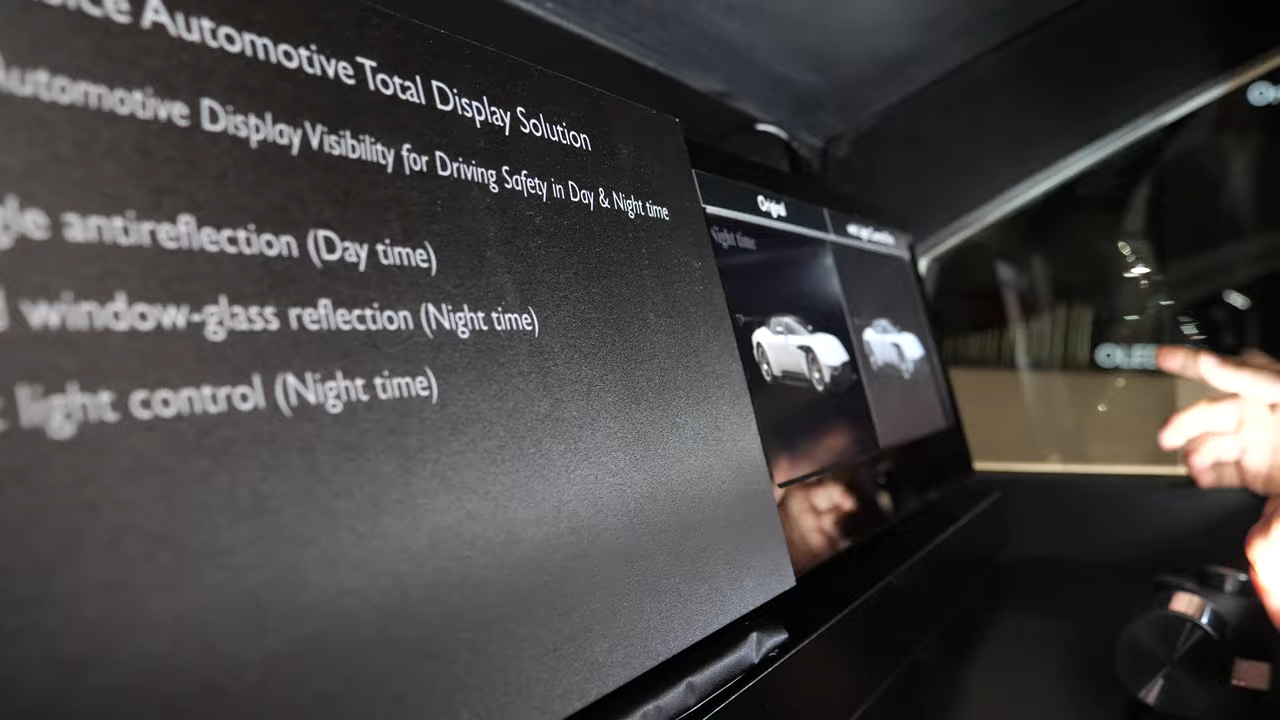 Automotive Total Display Solution
Automotive Display Visibility for Driving Safety in Day & Night time
antireflection (Day time)
window-glass reflection (Night time)
light control (Night time)
Original
Night time